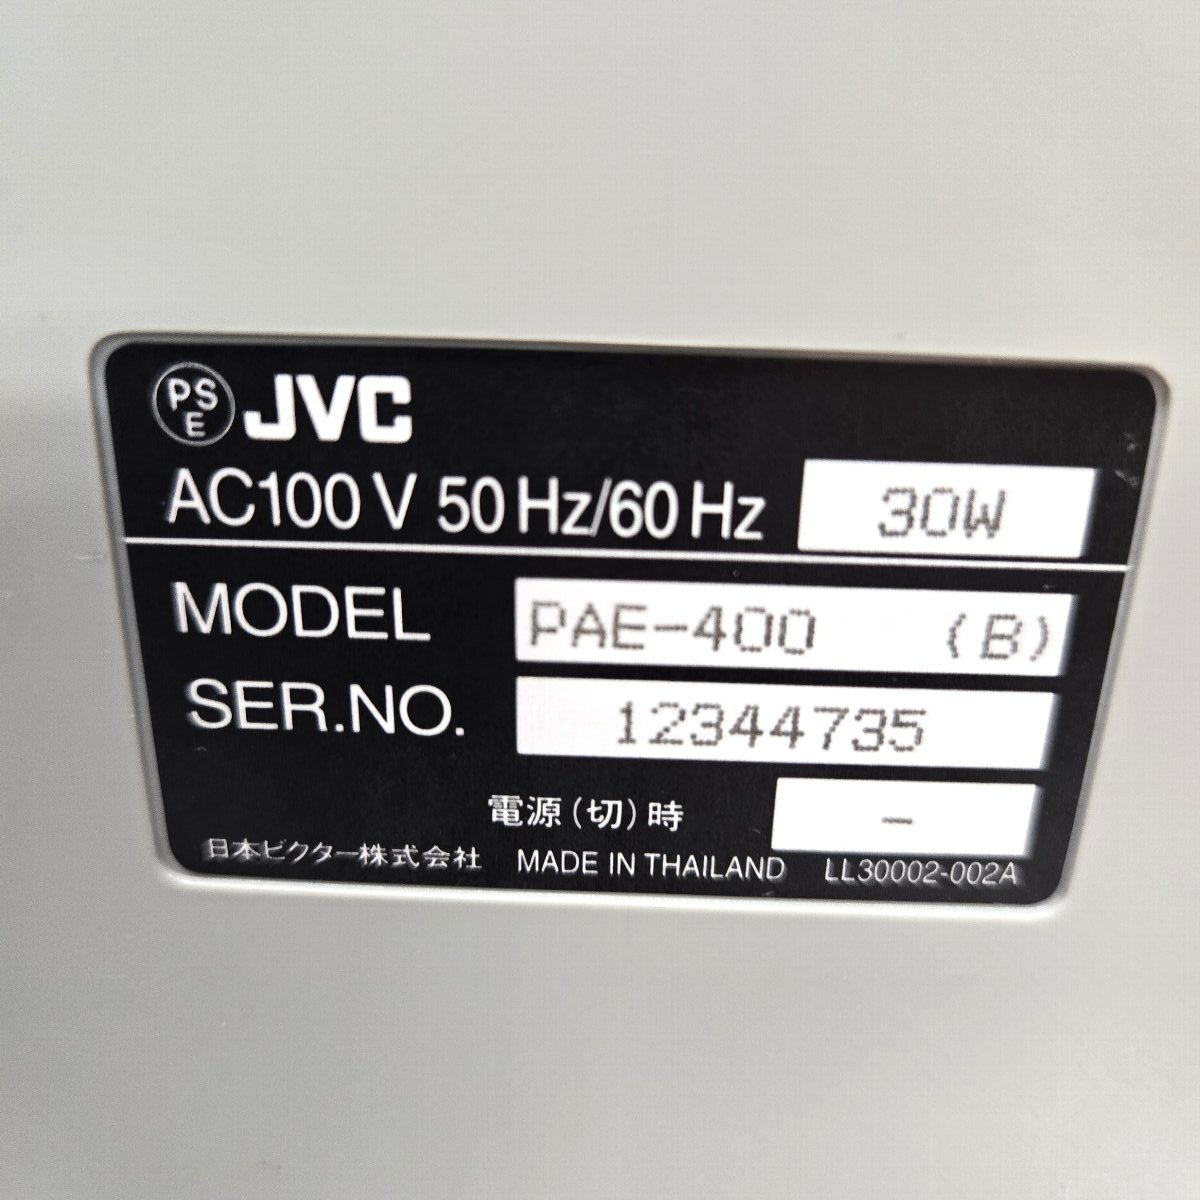 PSE JVC
AC100 V 50 Hz/60 Hz 30W
MODEL PAE-400 (B)
SER.NO. 12344735
電源(切)時 -
日本ビクター株式会社 MADE IN THAILAND LL30002-002A